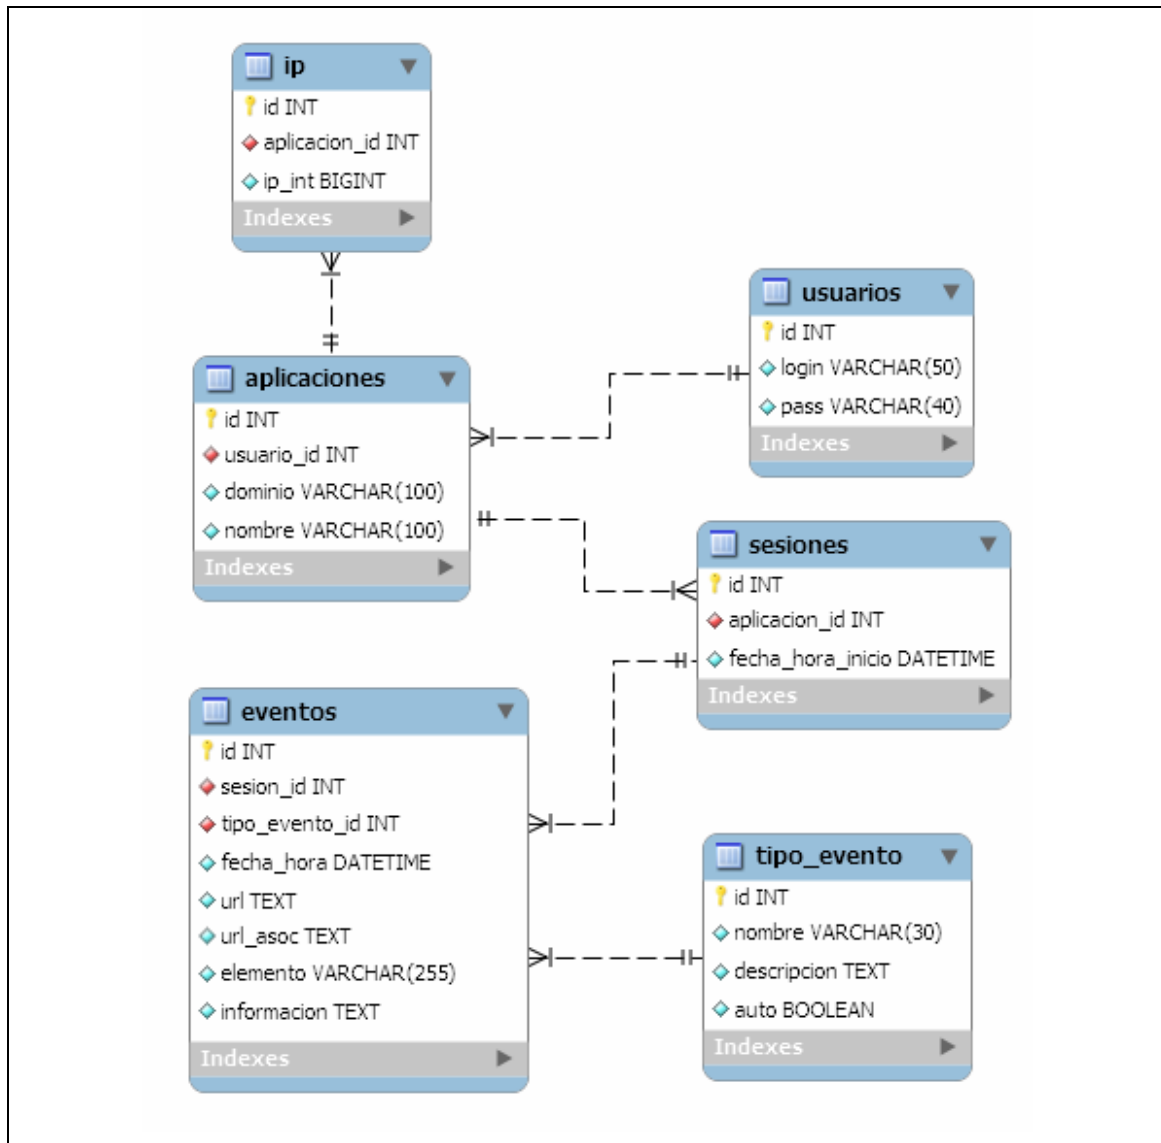 ip
id INT
aplicacion_id INT
ip_int BIGINT
Indexes
usuarios
id INT
login VARCHAR(50)
pass VARCHAR(40)
Indexes
aplicaciones
id INT
usuario_id INT
dominio VARCHAR(100)
nombre VARCHAR(100)
Indexes
sesiones
id INT
aplicacion_id INT
fecha_hora_inicio DATETIME
Indexes
eventos
id INT
sesion_id INT
tipo_evento_id INT
fecha_hora DATETIME
url TEXT
url_asoc TEXT
elemento VARCHAR(255)
informacion TEXT
Indexes
tipo_evento
id INT
nombre VARCHAR(30)
descripcion TEXT
auto BOOLEAN
Indexes